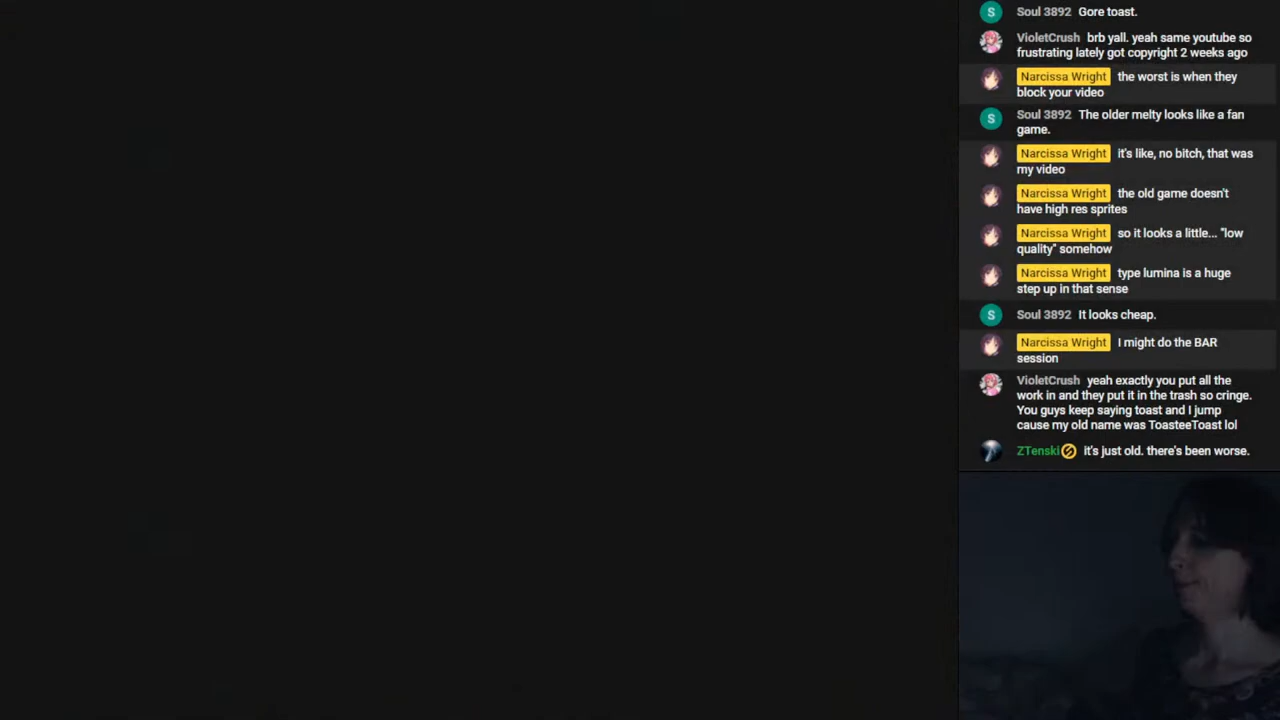 S Soul 3892 Gore toast.
VioletCrush brb yall. yeah same youtube so
frustrating lately got copyright 2 weeks ago
Narcissa Wright the worst is when they
block your video
S Soul 3892 The older melty looks like a fan
game.
Narcissa Wright it's like, no bitch, that was
my video
Narcissa Wright the old game doesn't
have high res sprites
Narcissa Wright so it looks a little... "low
quality" somehow
Narcissa Wright type lumina is a huge
step up in that sense
S Soul 3892 It looks cheap.
Narcissa Wright I might do the BAR
session
VioletCrush yeah exactly you put all the
work in and they put it in the trash so cringe.
You guys keep saying toast and I jump
cause my old name was ToasteeToast lol
ZTenski it's just old. there's been worse.